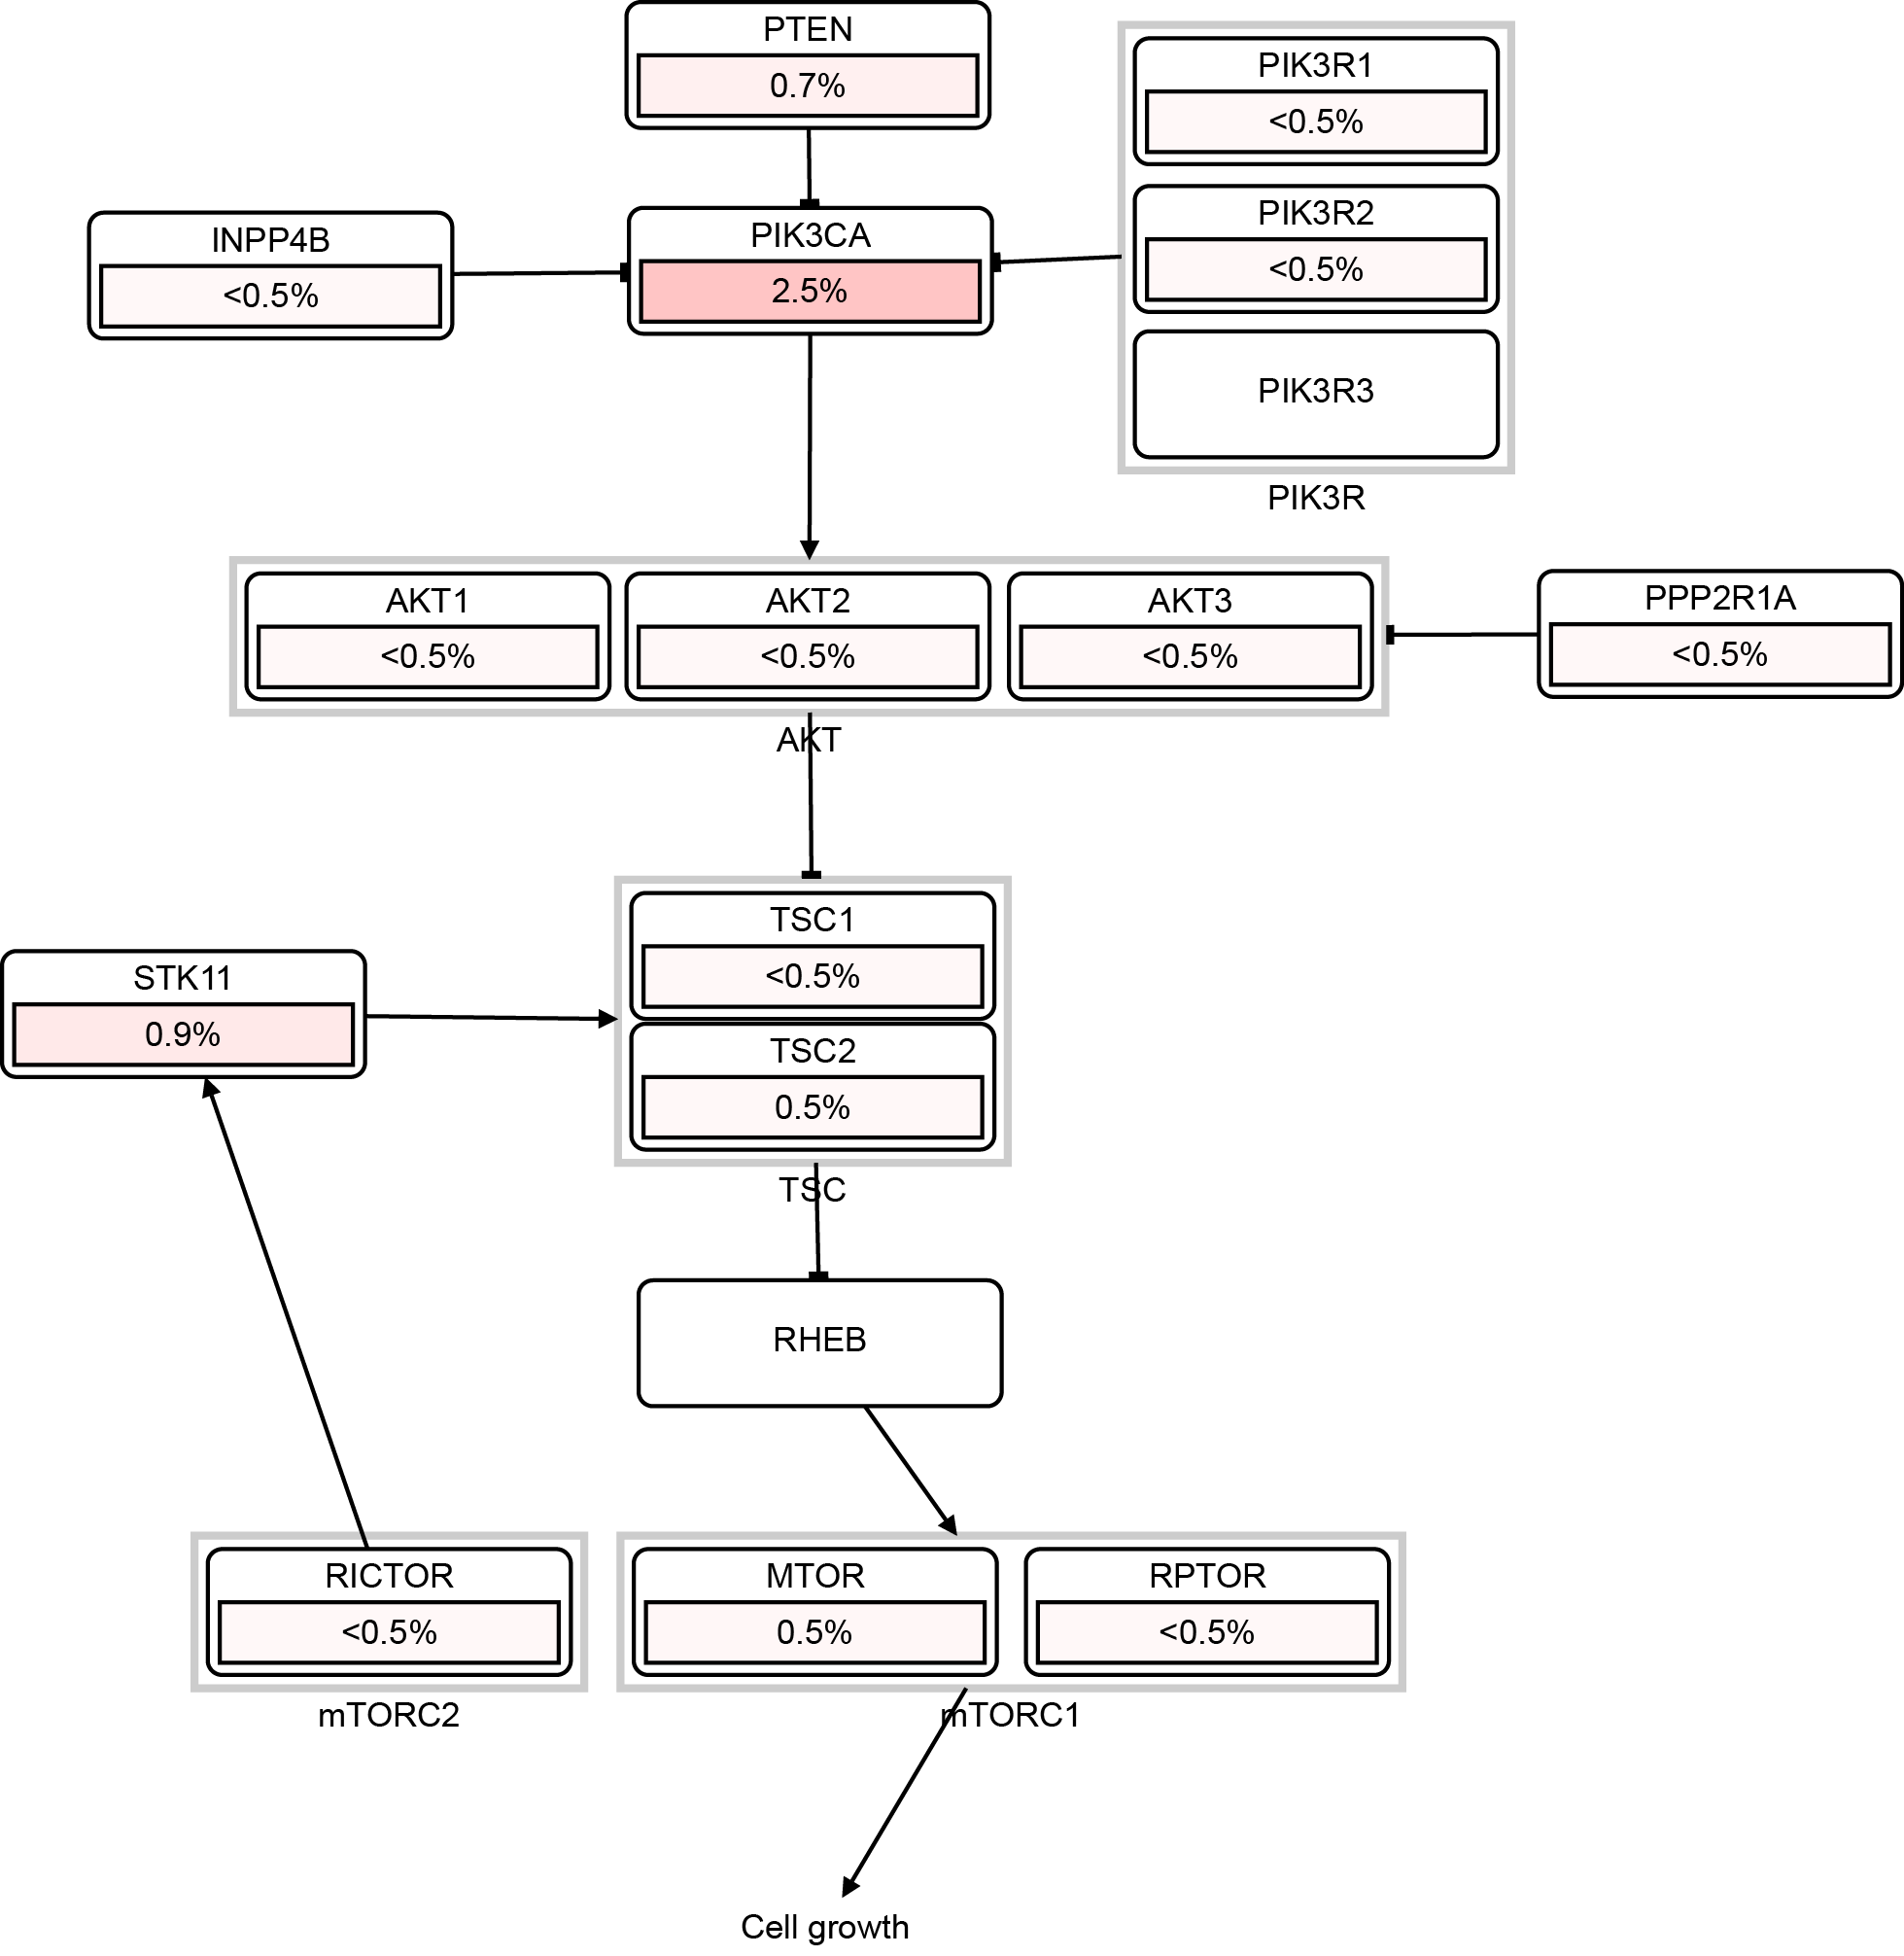 PTEN
0.7%
PIK3R1
<0.5%
PIK3R2
<0.5%
PIK3R3
PIK3R
INPP4B
<0.5%
PIK3CA
2.5%
AKT1
<0.5%
AKT2
<0.5%
AKT3
<0.5%
AKT
PPP2R1A
<0.5%
TSC1
<0.5%
TSC2
0.5%
TSC
STK11
0.9%
RHEB
RICTOR
<0.5%
mTORC2
MTOR
0.5%
RPTOR
<0.5%
mTORC1
Cell growth